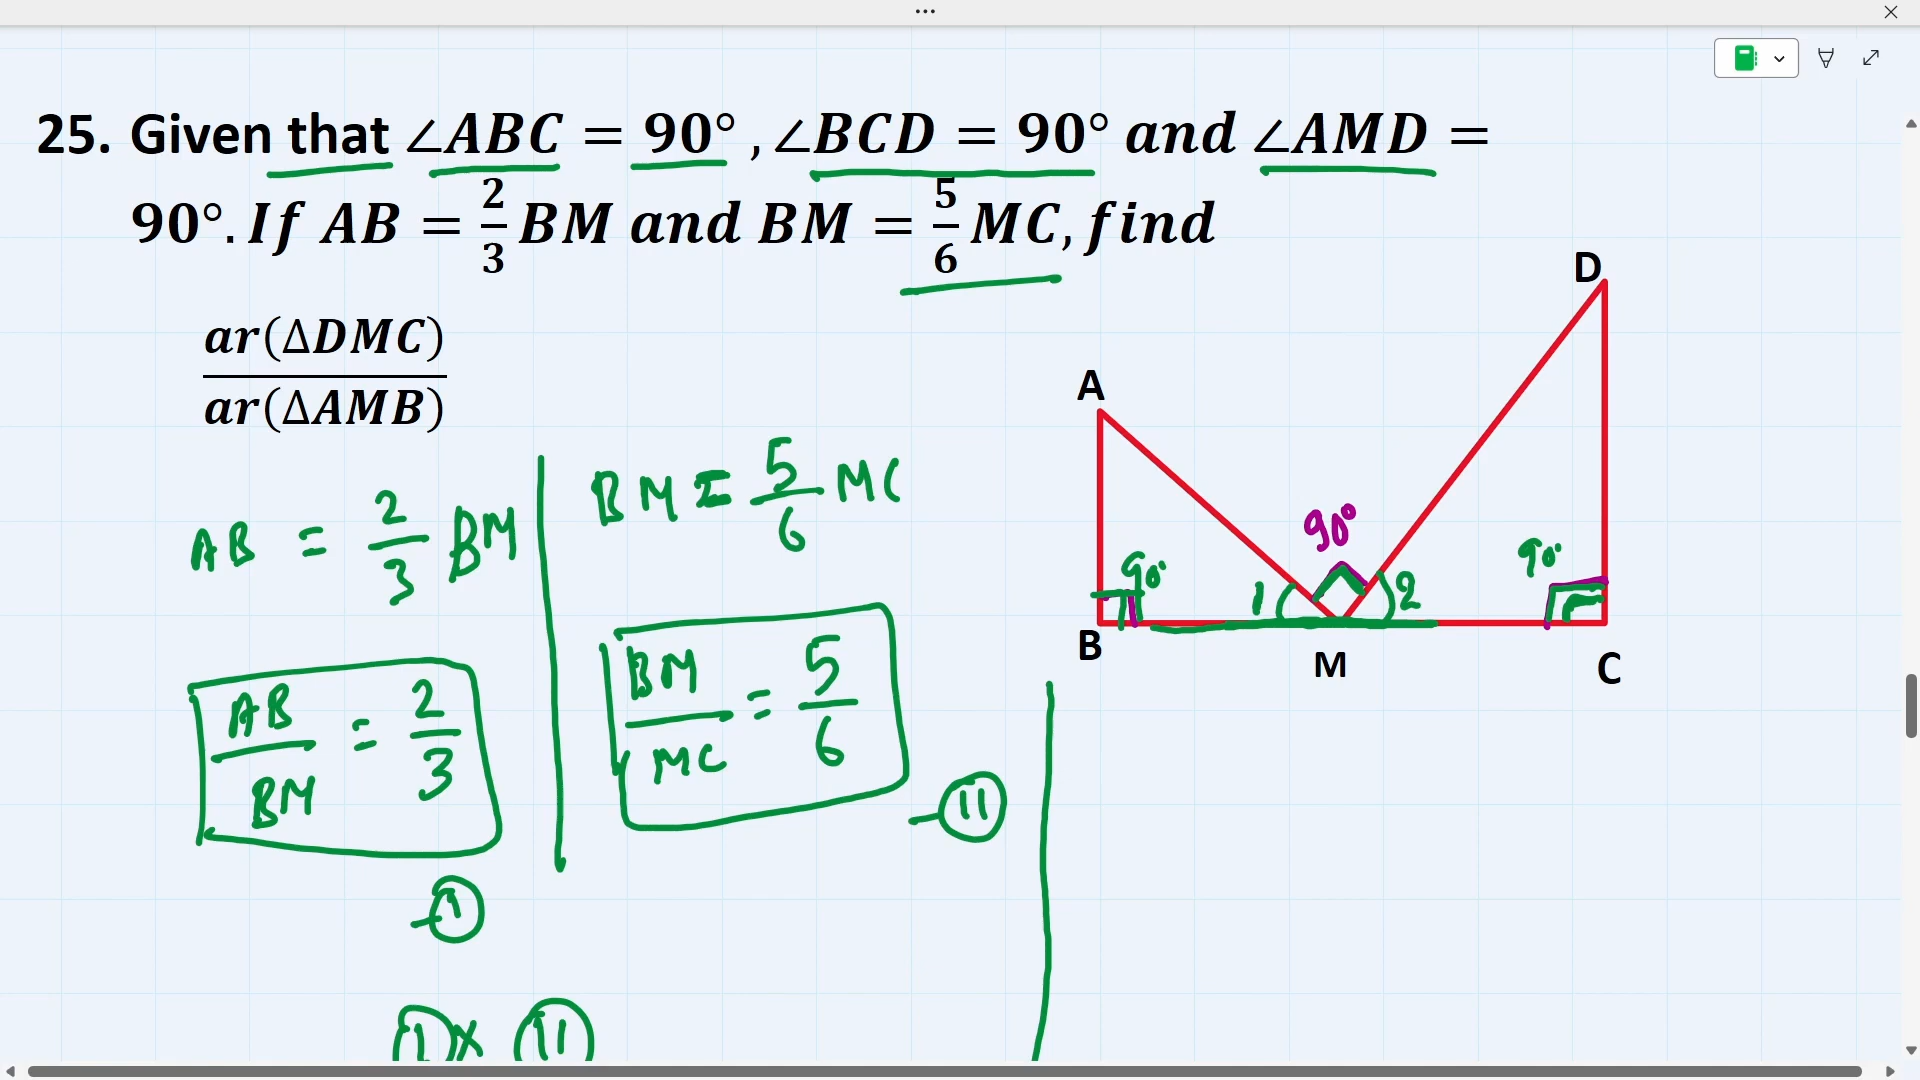 25. Given that ∠ABC = 90°, ∠BCD = 90° and ∠AMD =
90°. If AB = 2/3 BM and BM = 5/6 MC, find
ar(ΔDMC)/ar(ΔAMB)
AB = 2/3 BM
BM = 5/6 MC
AB/BM = 2/3
BM/MC = 5/6
II
I
I x II
D
A
90°
90°
90°
1
2
B
M
C